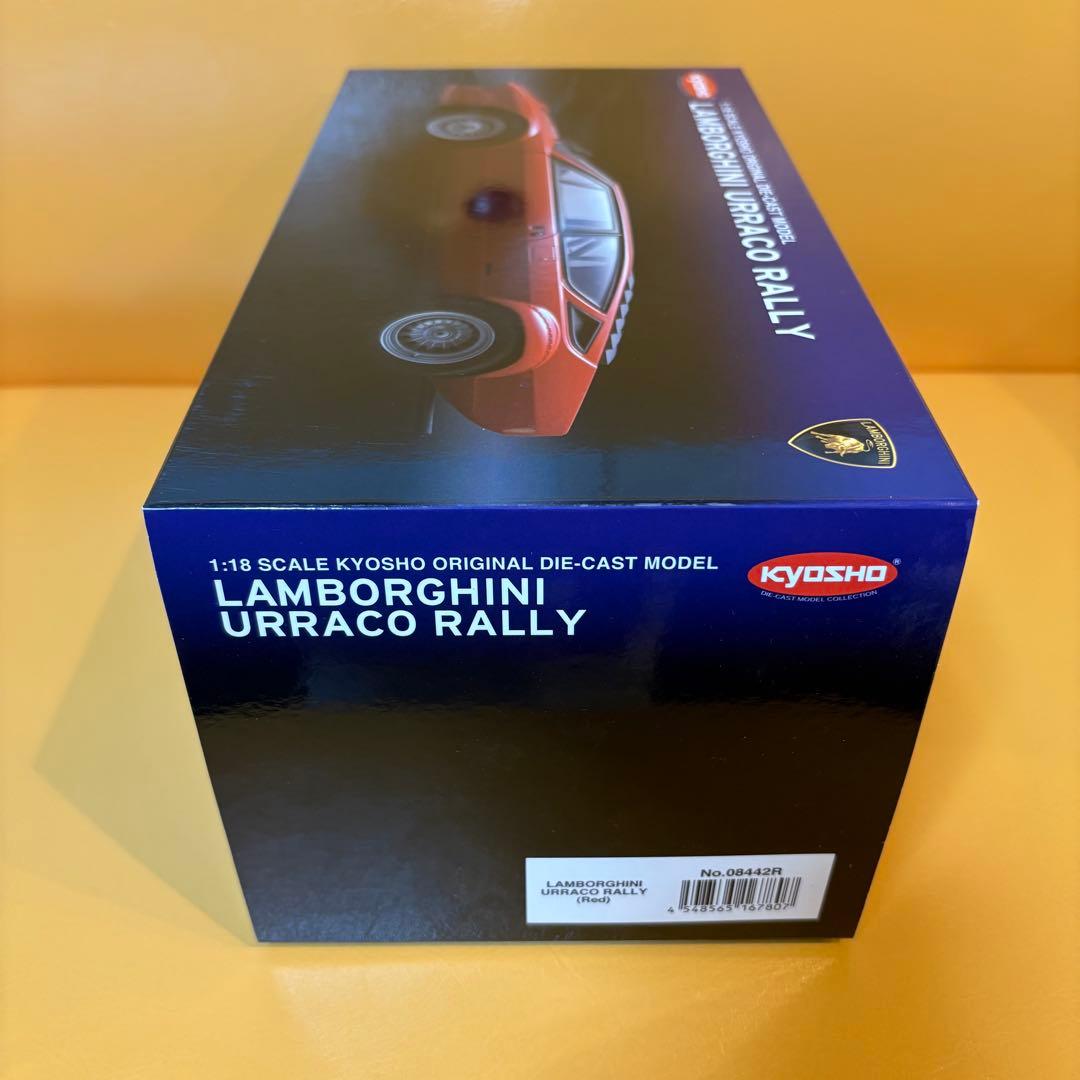 KYOSHO
1:18 SCALE KYOSHO ORIGINAL DIE-CAST MODEL
LAMBORGHINI URRACO RALLY
LAMBORGHINI
1:18 SCALE KYOSHO ORIGINAL DIE-CAST MODEL
LAMBORGHINI
URRACO RALLY
KYOSHO®
DIE-CAST MODEL COLLECTION
LAMBORGHINI
URRACO RALLY
(Red)
No.08442R
4 548565 167807